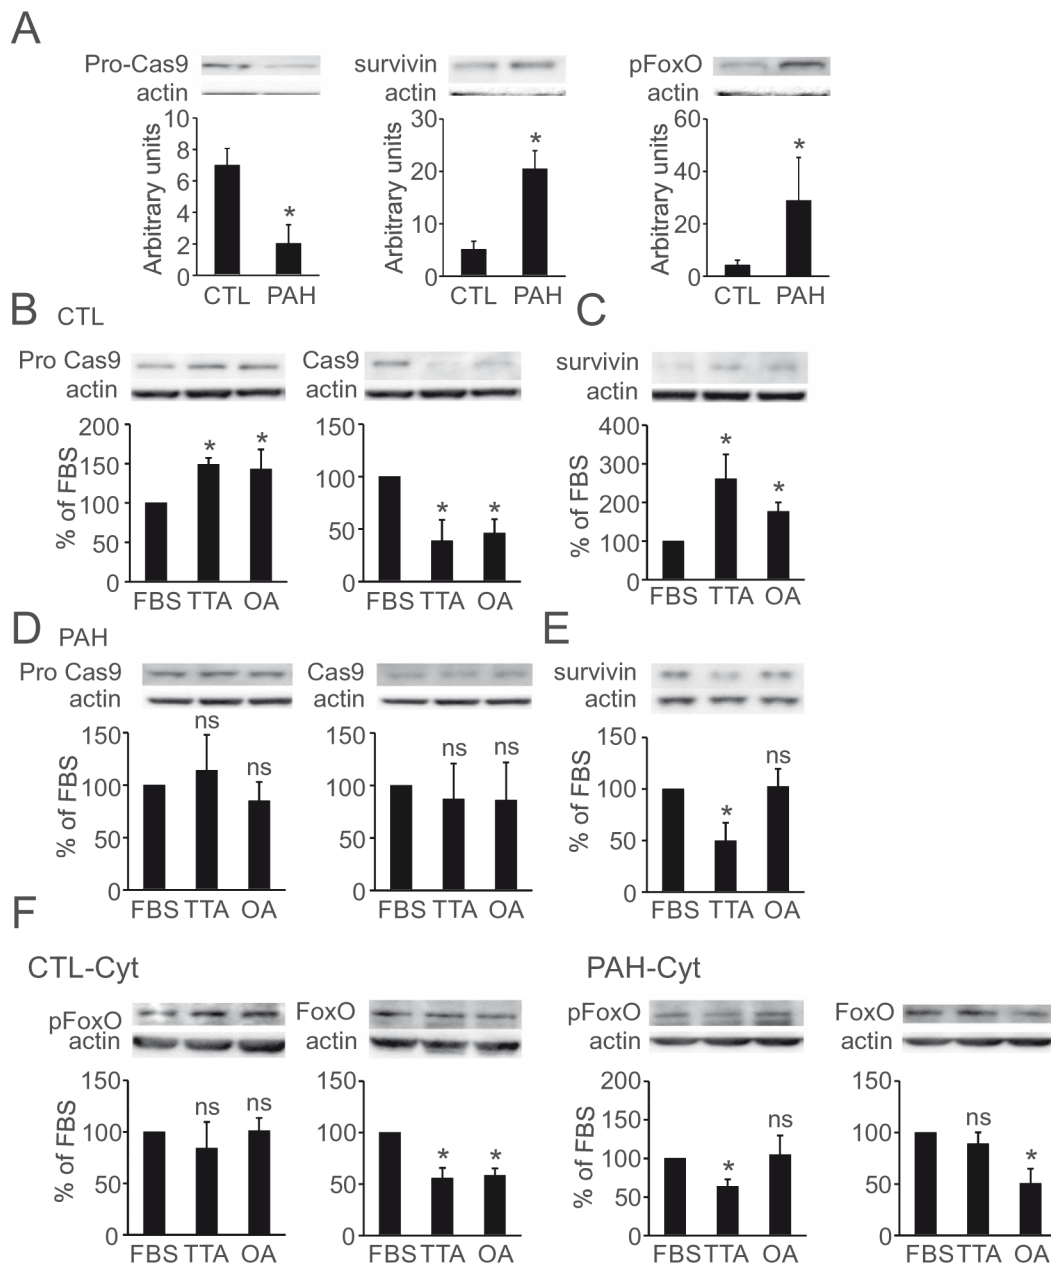 A
Pro-Cas9
actin
survivin
actin
pFoxO
actin
Arbitrary units
10
8
6
4
2
0
*
CTL PAH
Arbitrary units
30
20
10
0
*
CTL PAH
Arbitrary units
60
40
20
0
*
CTL PAH
B CTL
Pro Cas9
actin
% of FBS
200
150
100
50
0
* *
FBS TTA OA
Cas9
actin
150
100
50
0
* *
FBS TTA OA
C
survivin
actin
% of FBS
400
300
200
100
0
* *
FBS TTA OA
D PAH
Pro Cas9
actin
% of FBS
150
100
50
0
ns ns
FBS TTA OA
Cas9
actin
150
100
50
0
ns ns
FBS TTA OA
E
survivin
actin
% of FBS
150
100
50
0
*
FBS TTA OA
F
CTL-Cyt
pFoxO
actin
% of FBS
150
100
50
0
ns ns
FBS TTA OA
FoxO
actin
150
100
50
0
* *
FBS TTA OA
PAH-Cyt
pFoxO
actin
% of FBS
200
150
100
50
0
* ns
FBS TTA OA
FoxO
actin
150
100
50
0
ns *
FBS TTA OA